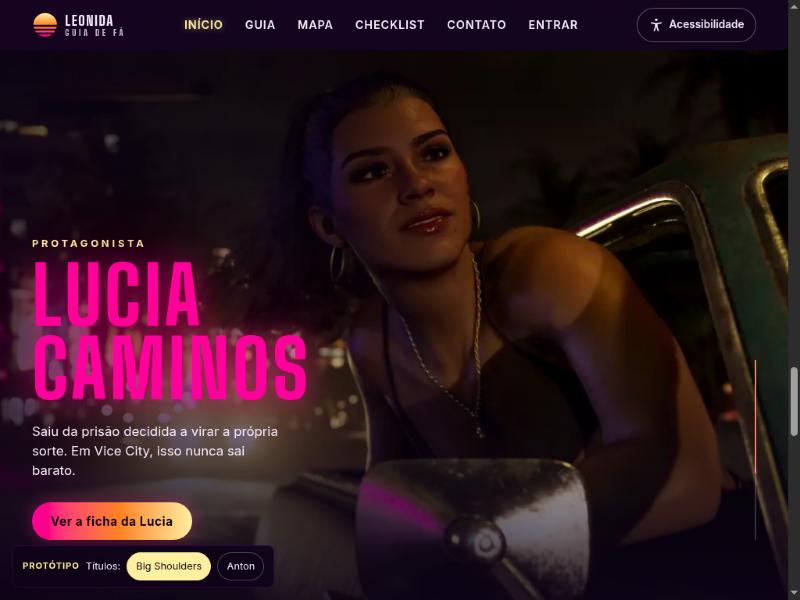 LEONIDA
GUIA DE FÃ
INÍCIO GUIA MAPA CHECKLIST CONTATO ENTRAR
Acessibilidade
PROTAGONISTA
LUCIA
CAMINOS
Saiu da prisão decidida a virar a própria
sorte. Em Vice City, isso nunca sai
barato.
Ver a ficha da Lucia
PROTÓTIPO Títulos: Big Shoulders Anton